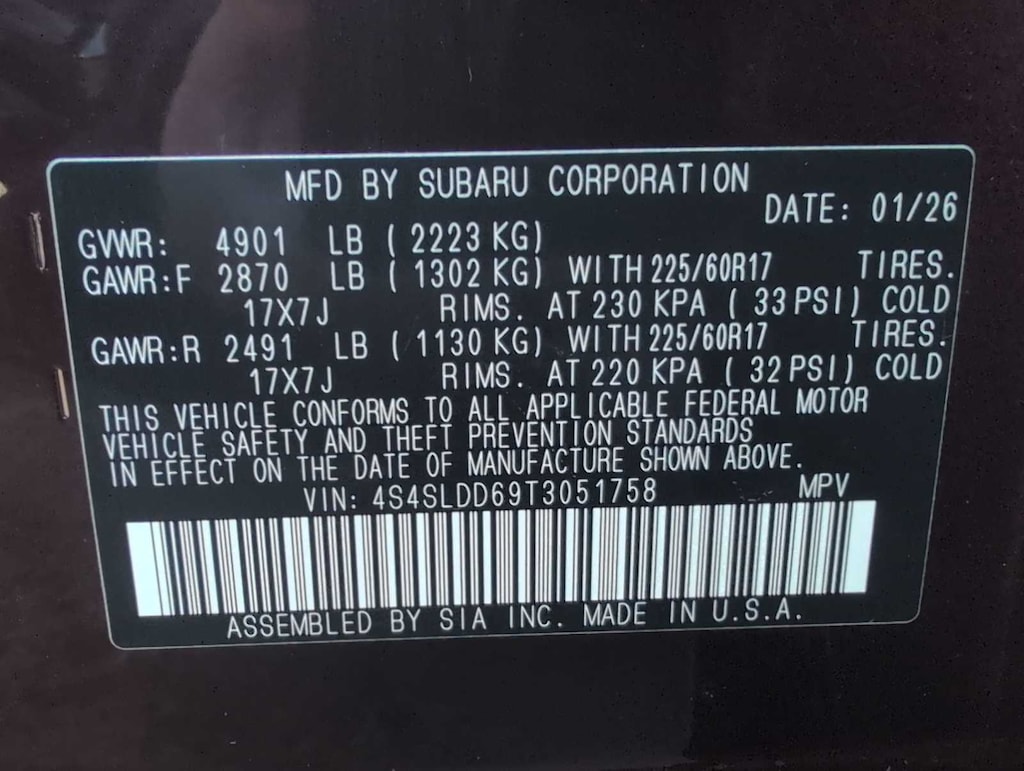 MFD BY SUBARU CORPORATION
DATE: 01/26
GVWR: 4901 LB ( 2223 KG)
GAWR:F 2870 LB ( 1302 KG) WITH 225/60R17 TIRES.
17X7J RIMS. AT 230 KPA ( 33 PSI) COLD
GAWR:R 2491 LB ( 1130 KG) WITH 225/60R17 TIRES.
17X7J RIMS. AT 220 KPA ( 32 PSI) COLD
THIS VEHICLE CONFORMS TO ALL APPLICABLE FEDERAL MOTOR
VEHICLE SAFETY AND THEFT PREVENTION STANDARDS
IN EFFECT ON THE DATE OF MANUFACTURE SHOWN ABOVE.
VIN: 4S4SLDD69T3051758 MPV
ASSEMBLED BY SIA INC. MADE IN U.S.A.